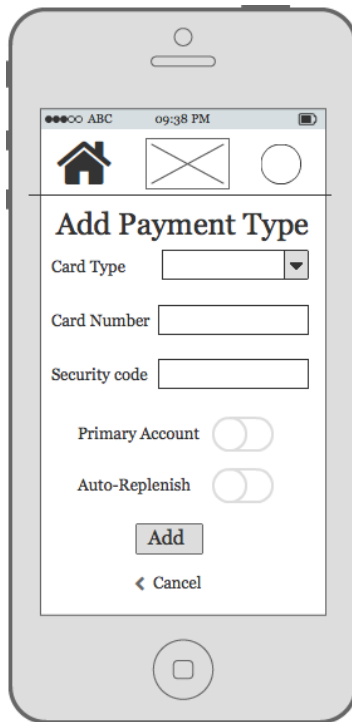 ABC 09:38 PM
Add Payment Type
Card Type
Card Number
Security code
Primary Account
Auto-Replenish
Add
Cancel